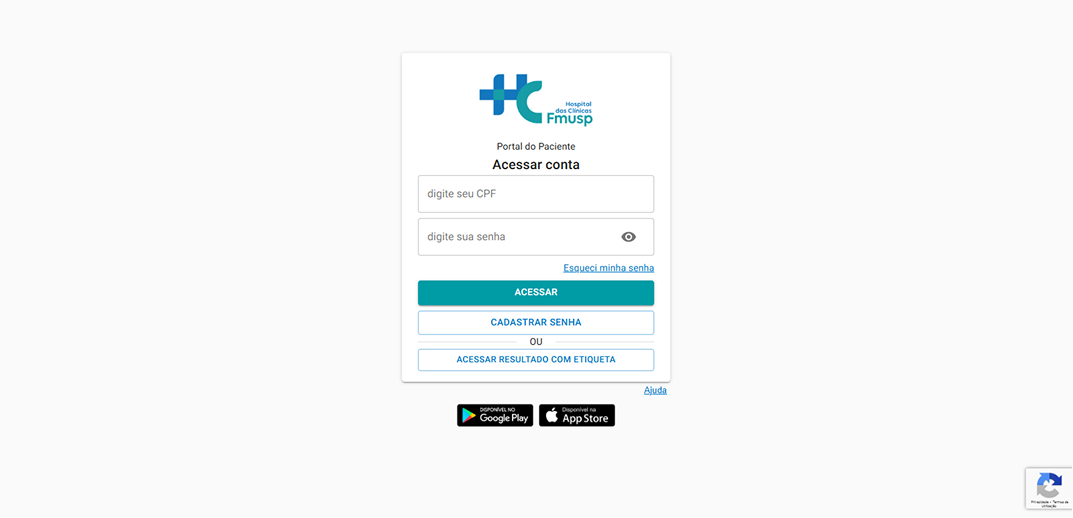 HC
Hospital
das Clínicas
Fmusp
Portal do Paciente
Acessar conta
digite seu CPF
digite sua senha
Esqueci minha senha
ACESSAR
CADASTRAR SENHA
OU
ACESSAR RESULTADO COM ETIQUETA
Ajuda
DISPONÍVEL NO
Google Play
Disponível na
App Store
Privacidade - Termos de
utilização